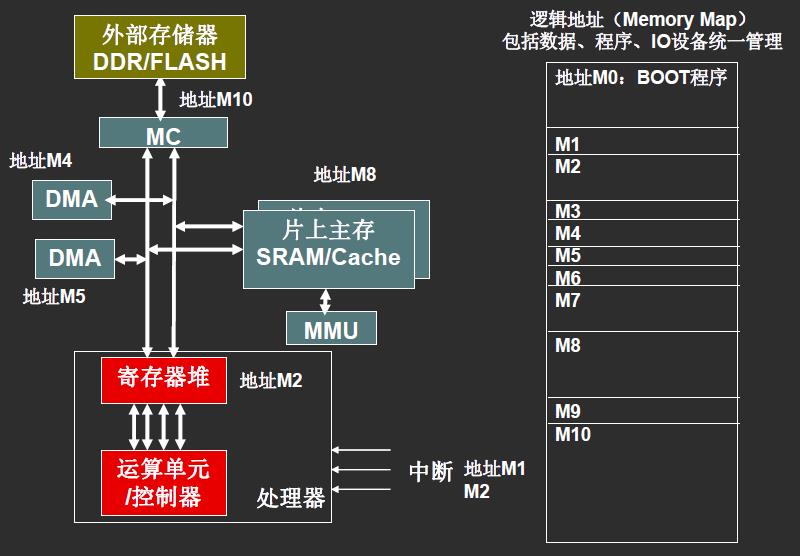 外部存储器
DDR/FLASH
地址M10
MC
地址M4
DMA
DMA
地址M5
地址M8
片上主存
SRAM/Cache
MMU
寄存器堆
地址M2
运算单元
/控制器
处理器
中断
地址M1
M2
逻辑地址（Memory Map）
包括数据、程序、IO设备统一管理
地址M0：BOOT程序
M1
M2
M3
M4
M5
M6
M7
M8
M9
M10